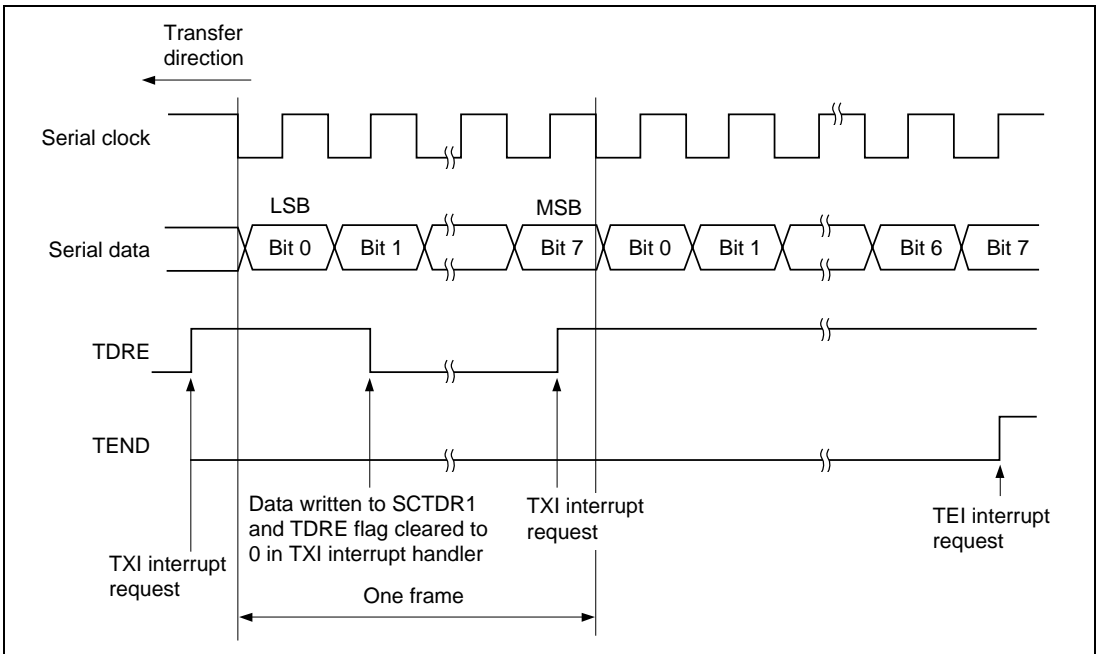 Transfer
direction
Serial clock
LSB
MSB
Serial data
Bit 0
Bit 1
Bit 7
Bit 0
Bit 1
Bit 6
Bit 7
TDRE
TEND
Data written to SCTDR1
and TDRE flag cleared to
0 in TXI interrupt handler
TXI interrupt
request
TEI interrupt
request
TXI interrupt
request
One frame